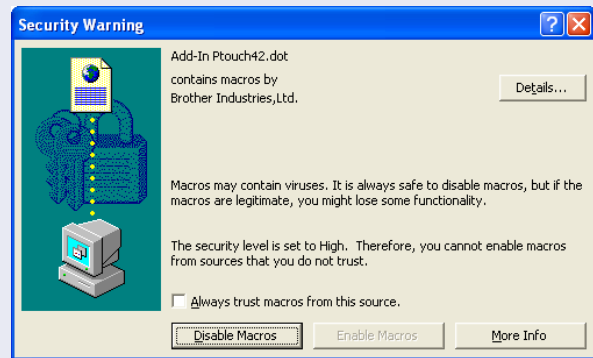 Security Warning
Add-In Ptouch42.dot
contains macros by
Brother Industries,Ltd.
Details...
Macros may contain viruses. It is always safe to disable macros, but if the
macros are legitimate, you might lose some functionality.
The security level is set to High.  Therefore, you cannot enable macros
from sources that you do not trust.
Always trust macros from this source.
Disable Macros
Enable Macros
More Info